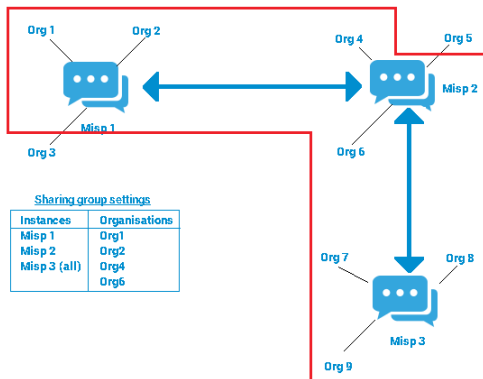 Org 1
Org 2
Misp 1
Org 3
Org 4
Org 5
Misp 2
Org 6
Sharing group settings
Instances Organisations
Misp 1 Org1
Misp 2 Org2
Misp 3 (all) Org4
Org6
Org 7
Org 8
Misp 3
Org 9